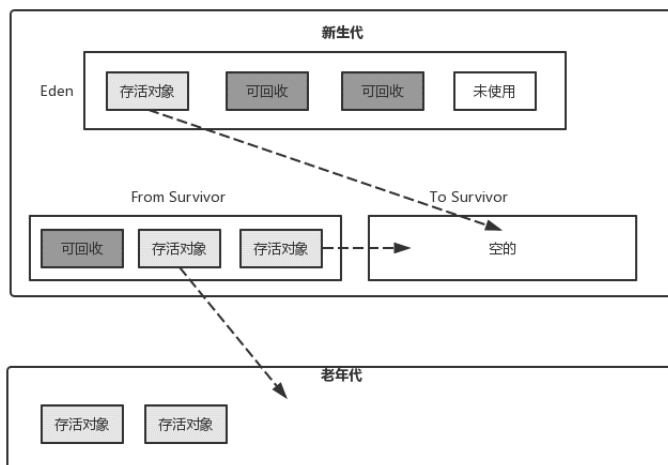 新生代
Eden
存活对象
可回收
可回收
未使用
From Survivor
To Survivor
可回收
存活对象
存活对象
空的
老年代
存活对象
存活对象